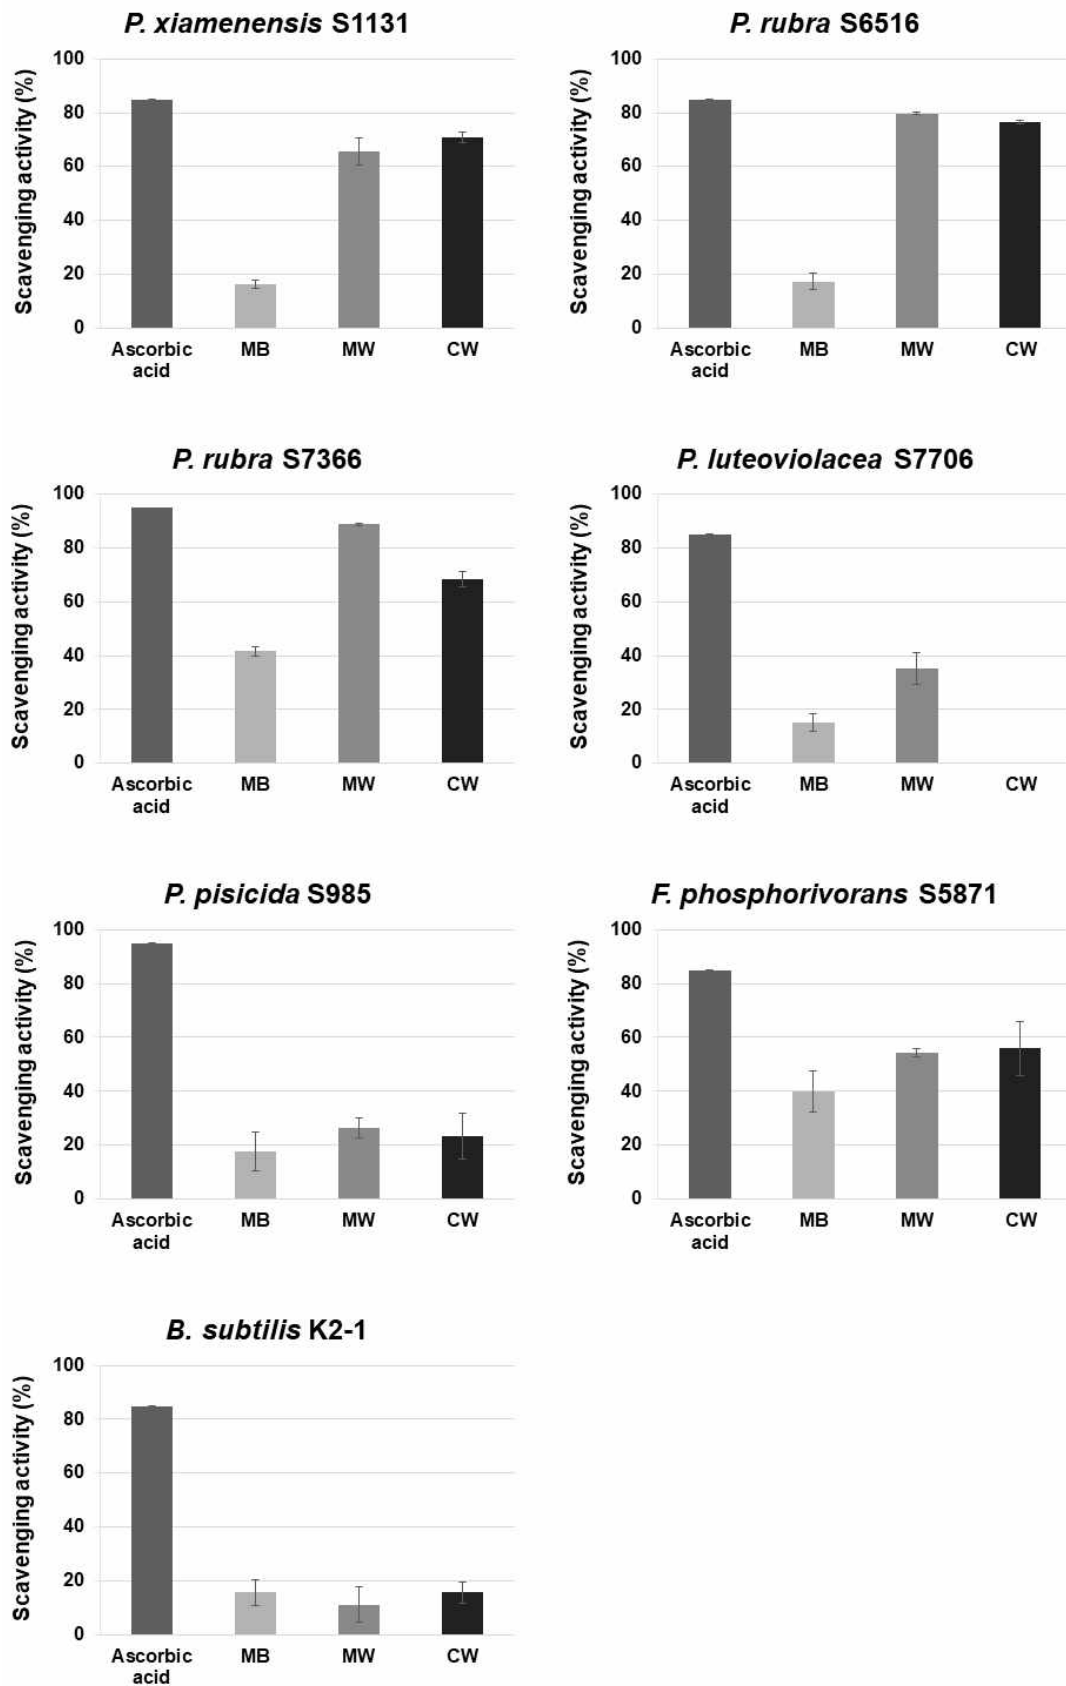 P. xiamenensis S1131
Scavenging activity (%)
100
80
60
40
20
0
Ascorbic acid
MB
MW
CW
P. rubra S6516
Scavenging activity (%)
100
80
60
40
20
0
Ascorbic acid
MB
MW
CW
P. rubra S7366
Scavenging activity (%)
100
80
60
40
20
0
Ascorbic acid
MB
MW
CW
P. luteoviolacea S7706
Scavenging activity (%)
100
80
60
40
20
0
Ascorbic acid
MB
MW
CW
P. pisicida S985
Scavenging activity (%)
100
80
60
40
20
0
Ascorbic acid
MB
MW
CW
F. phosphorivorans S5871
Scavenging activity (%)
100
80
60
40
20
0
Ascorbic acid
MB
MW
CW
B. subtilis K2-1
Scavenging activity (%)
100
80
60
40
20
0
Ascorbic acid
MB
MW
CW